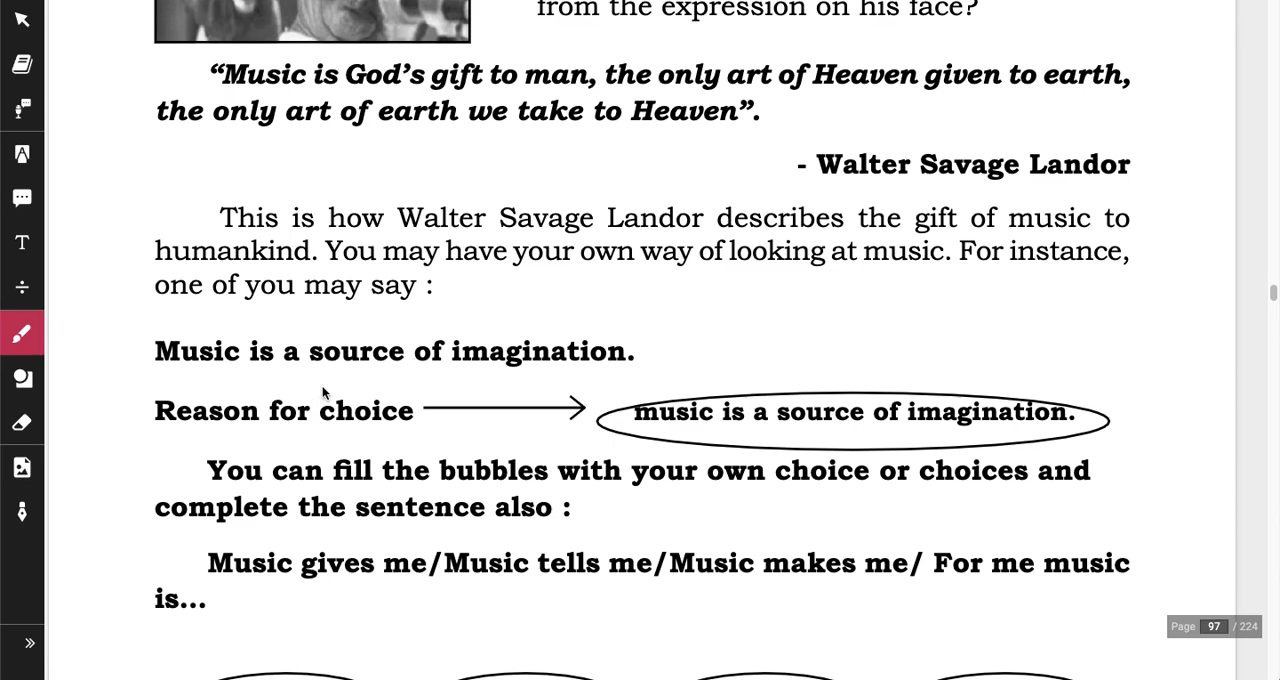 from the expression on his face?
“Music is God’s gift to man, the only art of Heaven given to earth,
the only art of earth we take to Heaven”.
- Walter Savage Landor
This is how Walter Savage Landor describes the gift of music to
humankind. You may have your own way of looking at music. For instance,
one of you may say :
Music is a source of imagination.
Reason for choice music is a source of imagination.
You can fill the bubbles with your own choice or choices and
complete the sentence also :
Music gives me/Music tells me/Music makes me/ For me music
is...
Page 97 / 224